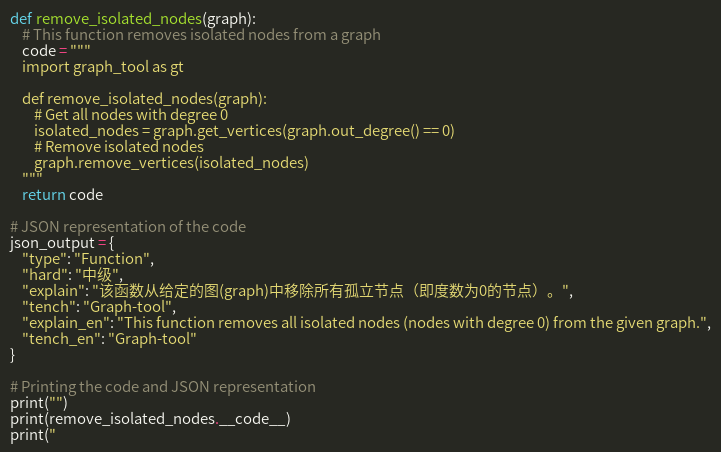 def remove_isolated_nodes(graph):
    # This function removes isolated nodes from a graph
    code = """
    import graph_tool as gt

    def remove_isolated_nodes(graph):
        # Get all nodes with degree 0
        isolated_nodes = graph.get_vertices(graph.out_degree() == 0)
        # Remove isolated nodes
        graph.remove_vertices(isolated_nodes)
    """
    return code

# JSON representation of the code
json_output = {
    "type": "Function",
    "hard": "中级",
    "explain": "该函数从给定的图(graph)中移除所有孤立节点（即度数为0的节点）。",
    "tench": "Graph-tool",
    "explain_en": "This function removes all isolated nodes (nodes with degree 0) from the given graph.",
    "tench_en": "Graph-tool"
}

# Printing the code and JSON representation
print("")
print(remove_isolated_nodes.__code__)
print("